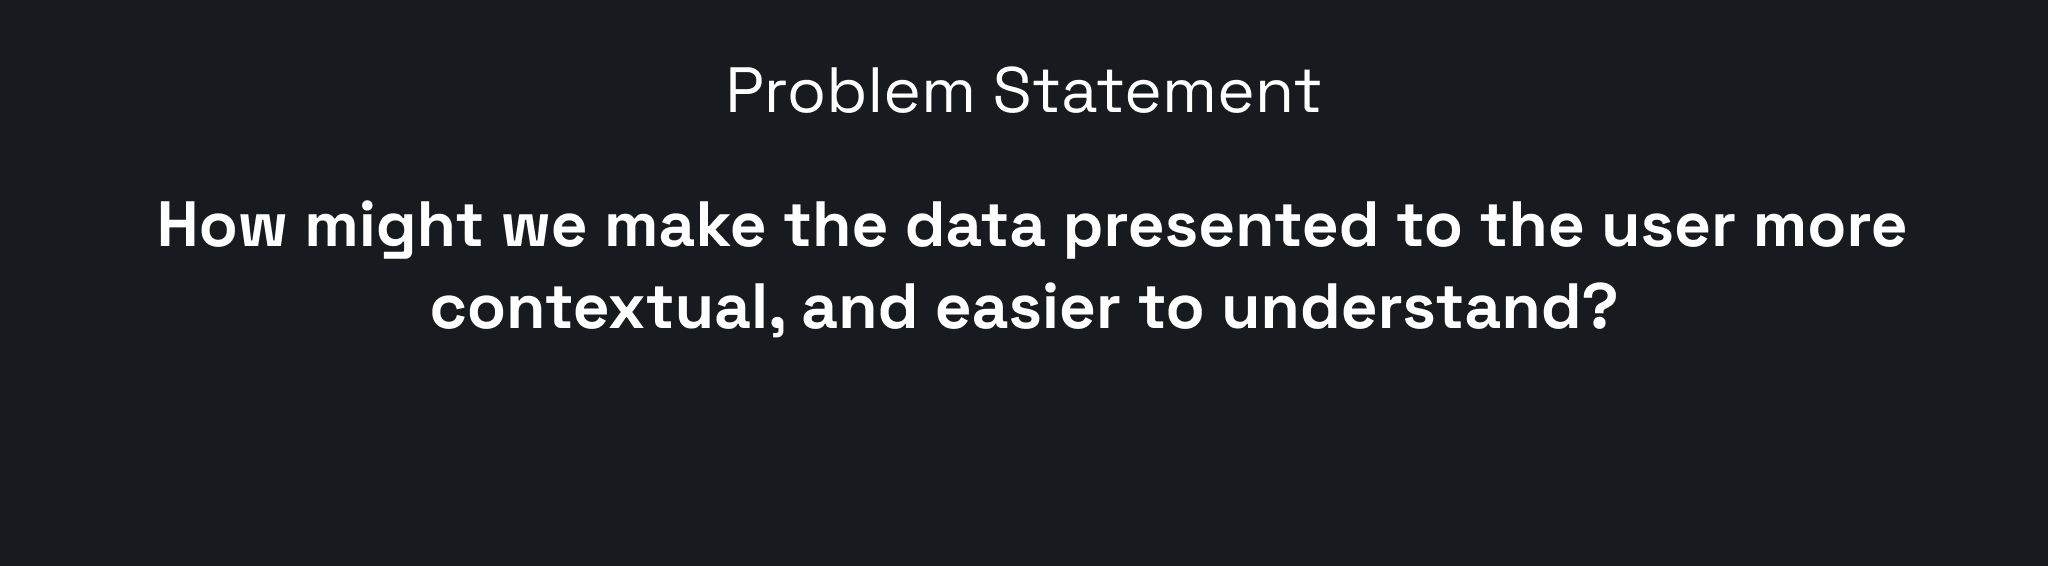 Problem Statement
How might we make the data presented to the user more
contextual, and easier to understand?